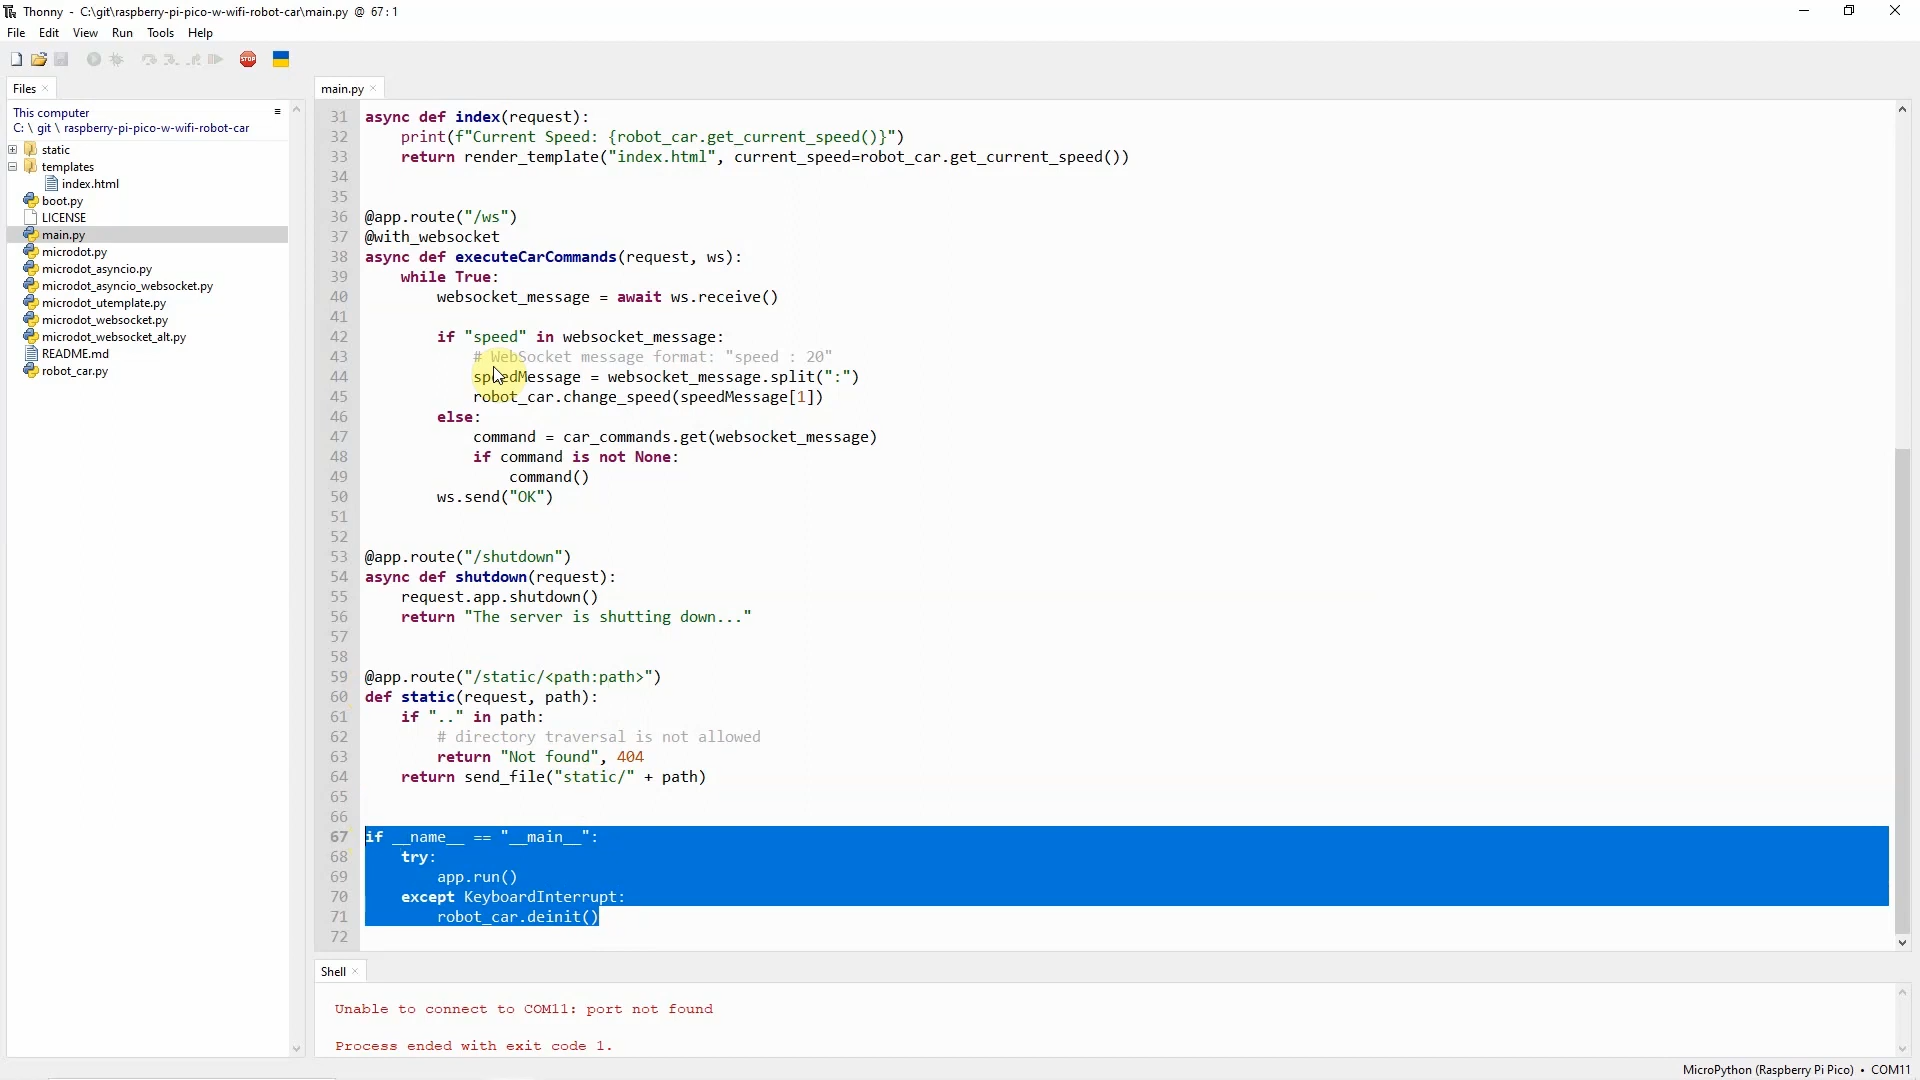 Thonny - C:\git\raspberry-pi-pico-w-wifi-robot-car\main.py @ 67:1
File Edit View Run Tools Help
STOP
Files
main.py
This computer
C: \ git \ raspberry-pi-pico-w-wifi-robot-car
static
templates
index.html
boot.py
LICENSE
main.py
microdot.py
microdot_asyncio.py
microdot_asyncio_websocket.py
microdot_utemplate.py
microdot_websocket.py
microdot_websocket_alt.py
README.md
robot_car.py
31 async def index(request):
32     print(f"Current Speed: {robot_car.get_current_speed()}")
33     return render_template("index.html", current_speed=robot_car.get_current_speed())
34
35
36 @app.route("/ws")
37 @with_websocket
38 async def executeCarCommands(request, ws):
39     while True:
40         websocket_message = await ws.receive()
41
42         if "speed" in websocket_message:
43             # WebSocket message format: "speed : 20"
44             speedMessage = websocket_message.split(":")
45             robot_car.change_speed(speedMessage[1])
46         else:
47             command = car_commands.get(websocket_message)
48             if command is not None:
49                 command()
50         ws.send("OK")
51
52
53 @app.route("/shutdown")
54 async def shutdown(request):
55     request.app.shutdown()
56     return "The server is shutting down..."
57
58
59 @app.route("/static/<path:path>")
60 def static(request, path):
61     if ".." in path:
62         # directory traversal is not allowed
63         return "Not found", 404
64     return send_file("static/" + path)
65
66
67 if __name__ == "__main__":
68     try:
69         app.run()
70     except KeyboardInterrupt:
71         robot_car.deinit()
72
Shell
Unable to connect to COM11: port not found
Process ended with exit code 1.
MicroPython (Raspberry Pi Pico) • COM11